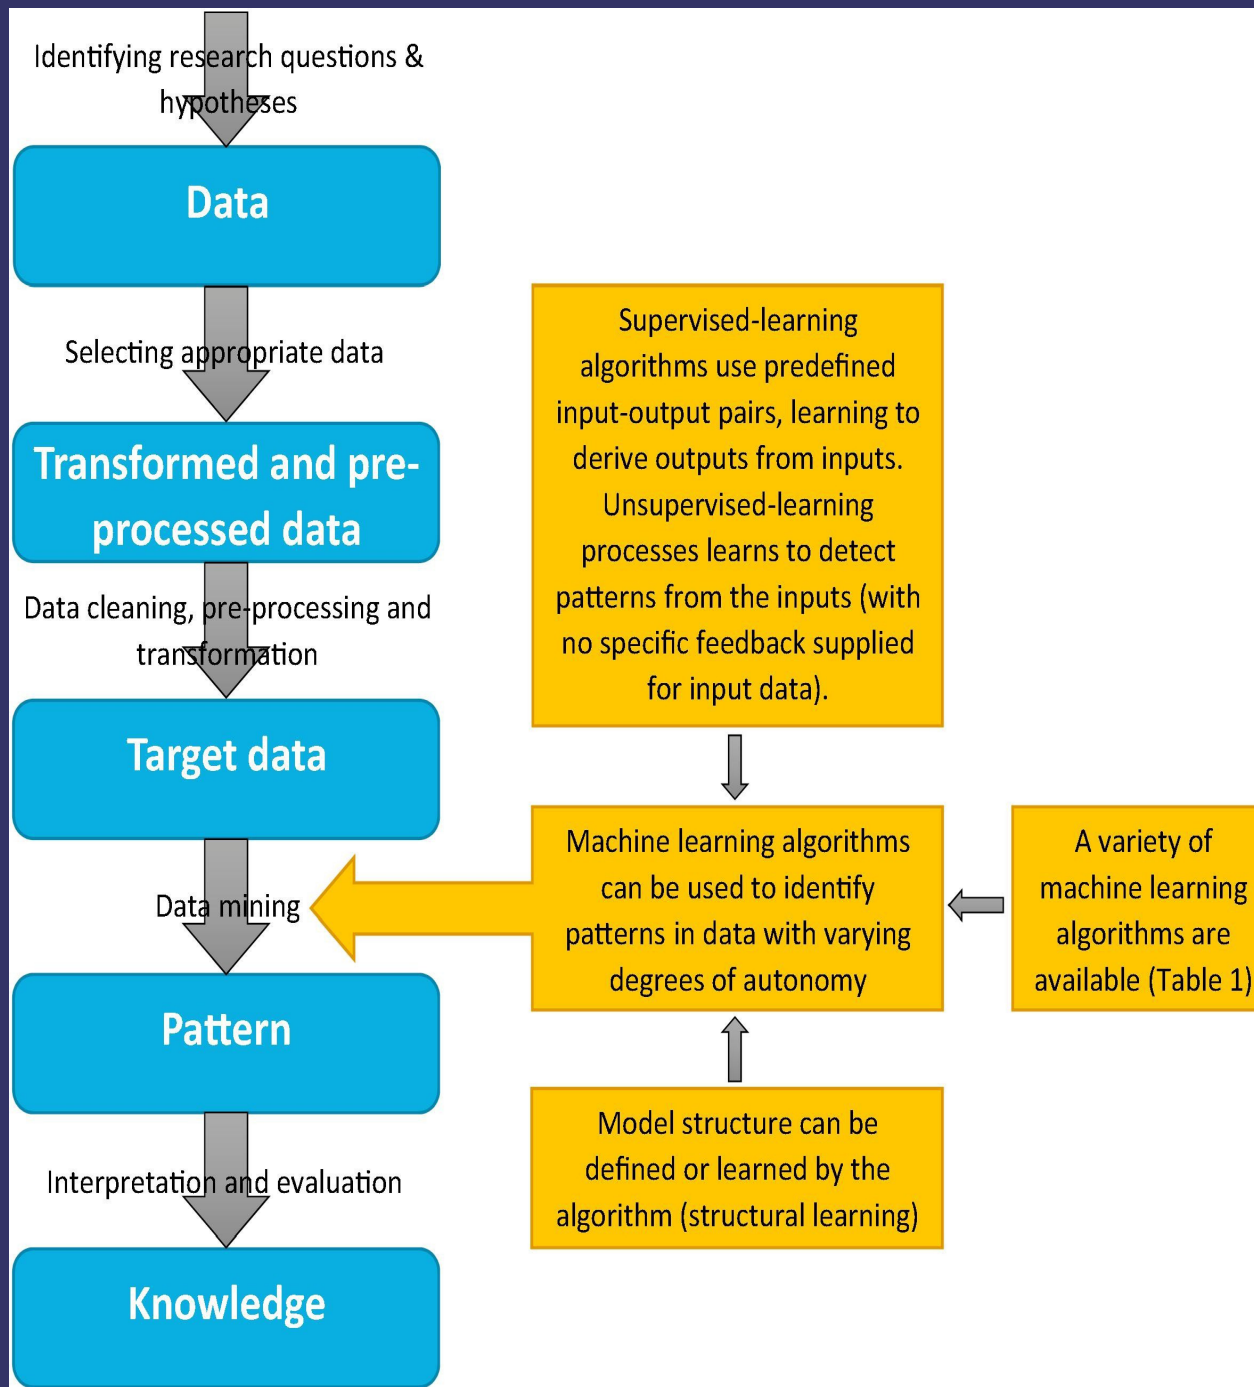 Identifying research questions &
hypotheses
Data
Selecting appropriate data
Transformed and pre-
processed data
Data cleaning, pre-processing and
transformation
Target data
Data mining
Pattern
Interpretation and evaluation
Knowledge
Supervised-learning
algorithms use predefined
input-output pairs, learning to
derive outputs from inputs.
Unsupervised-learning
processes learns to detect
patterns from the inputs (with
no specific feedback supplied
for input data).
Machine learning algorithms
can be used to identify
patterns in data with varying
degrees of autonomy
A variety of
machine learning
algorithms are
available (Table 1)
Model structure can be
defined or learned by the
algorithm (structural learning)